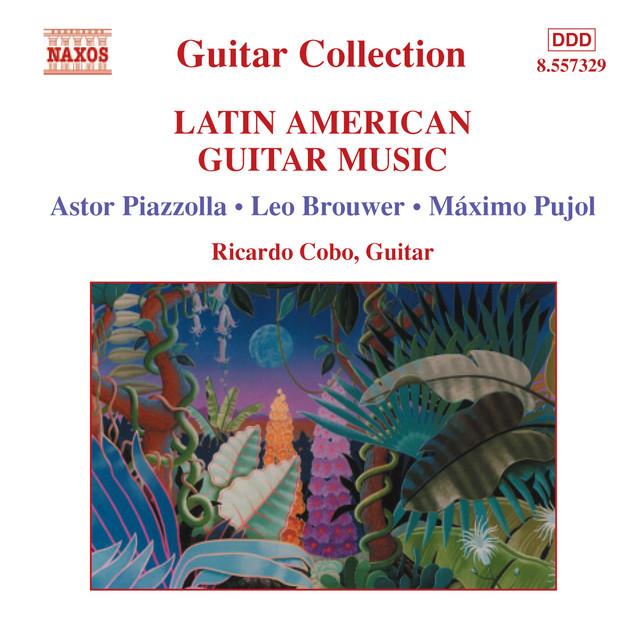 NAXOS
Guitar Collection
DDD
8.557329
LATIN AMERICAN
GUITAR MUSIC
Astor Piazzolla • Leo Brouwer • Máximo Pujol
Ricardo Cobo, Guitar